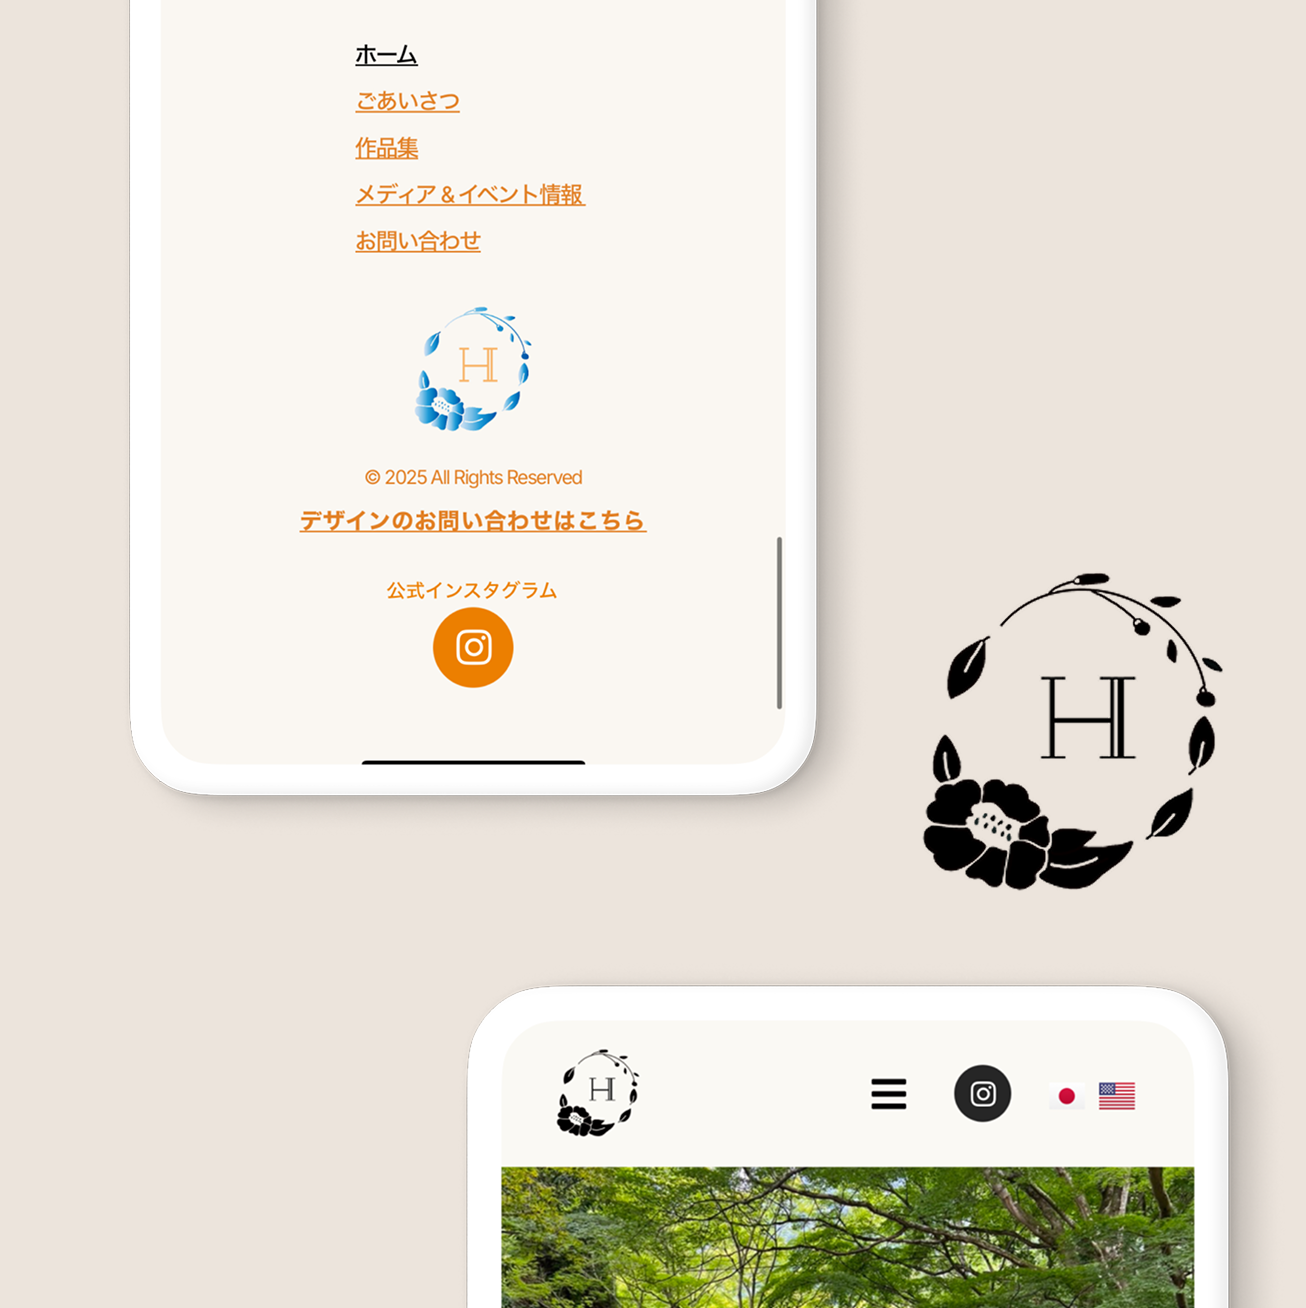 ホーム
ごあいさつ
作品集
メディア & イベント情報
お問い合わせ
H
© 2025 All Rights Reserved
デザインのお問い合わせはこちら
公式インスタグラム
H
H